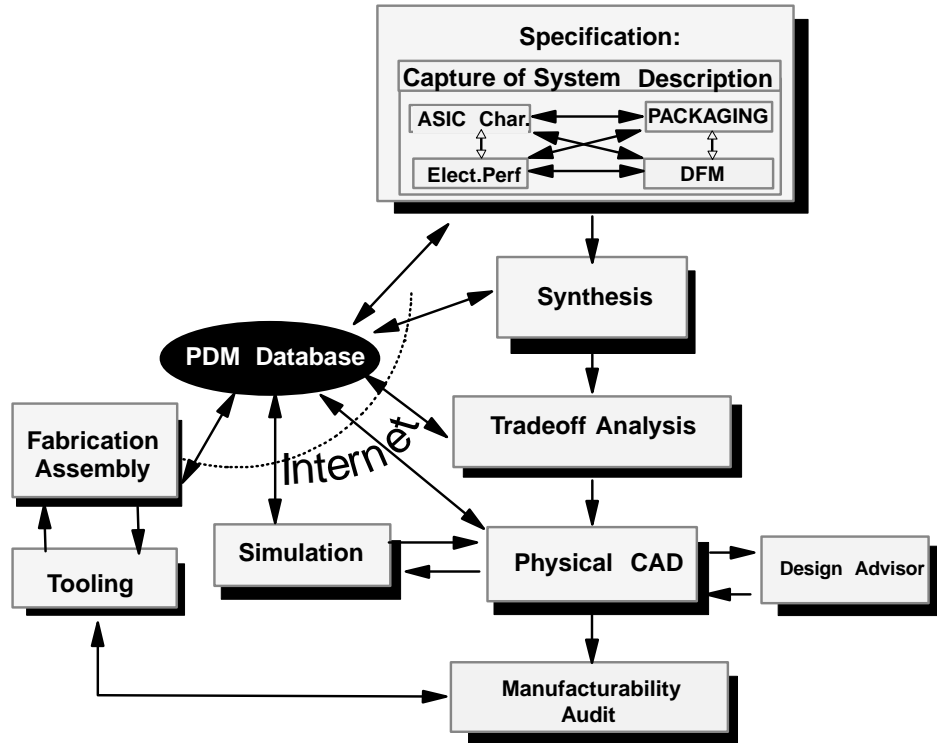 Specification:
Capture of System Description
ASIC Char.
PACKAGING
Elect.Perf
DFM
Synthesis
PDM Database
Tradeoff Analysis
Internet
Fabrication
Assembly
Simulation
Physical CAD
Design Advisor
Tooling
Manufacturability
Audit